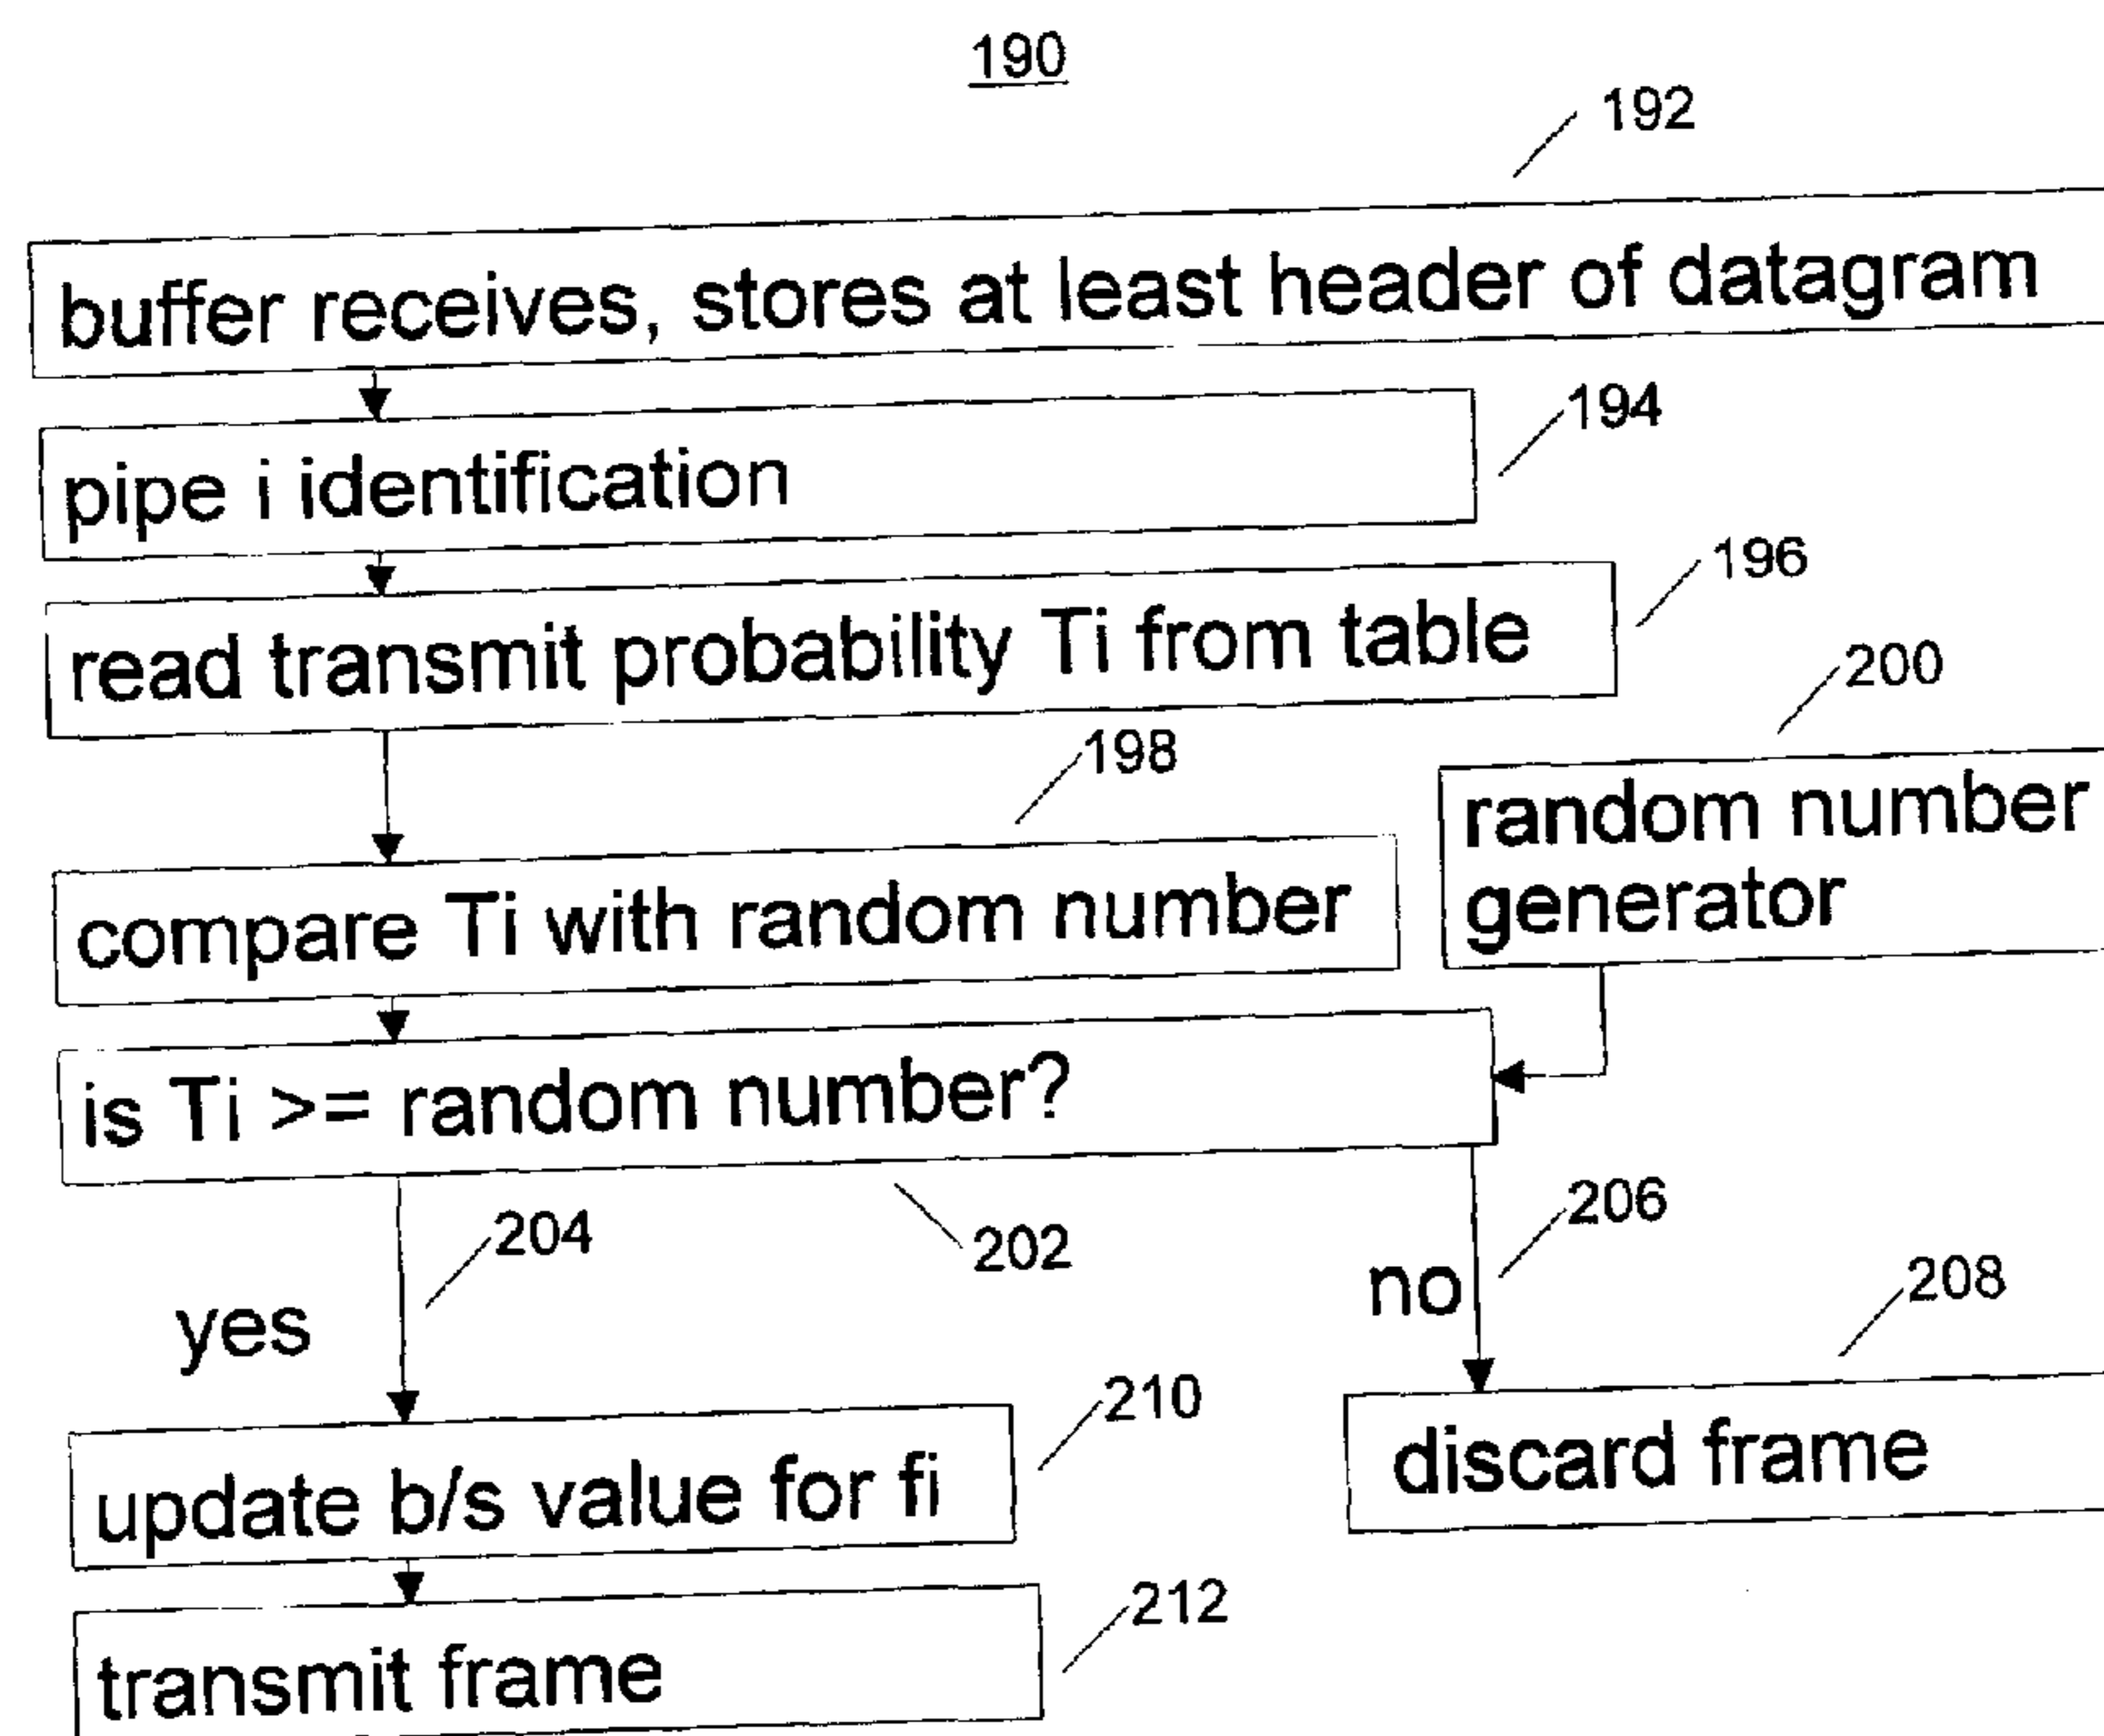 190
192
buffer receives, stores at least header of datagram
194
pipe i identification
196
read transmit probability Ti from table
200
198
random number
generator
compare Ti with random number
is Ti >= random number?
206
204
202
no
208
yes
210
discard frame
update b/s value for fi
212
transmit frame